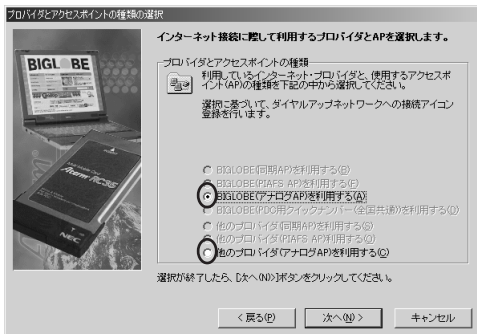 プロバイダとアクセスポイントの種類の選択
インターネット接続に際して利用するプロバイダとAPを選択します。
BIGLOBE
Aterm RC35
NEC
プロバイダとアクセスポイントの種類
利用しているインターネット・プロバイダと、使用するアクセスポイント(AP)の種類を下記の中から選択してください。
選択に基づいて、ダイヤルアップネットワークへの接続アイコン登録を行います。
BIGLOBE(同期AP)を利用する(B)
BIGLOBE(PIAFS AP)を利用する(F)
BIGLOBE(アナログAP)を利用する(A)
BIGLOBE(PDC用クイックナンバー(全国共通))を利用する(D)
他のプロバイダ(同期AP)を利用する(S)
他のプロバイダ(PIAFS AP)利用する(O)
他のプロバイダ(アナログAP)を利用する(C)
選択が終了したら、[次へ(N)>]ボタンをクリックしてください。
< 戻る(P)
次へ(N) >
キャンセル